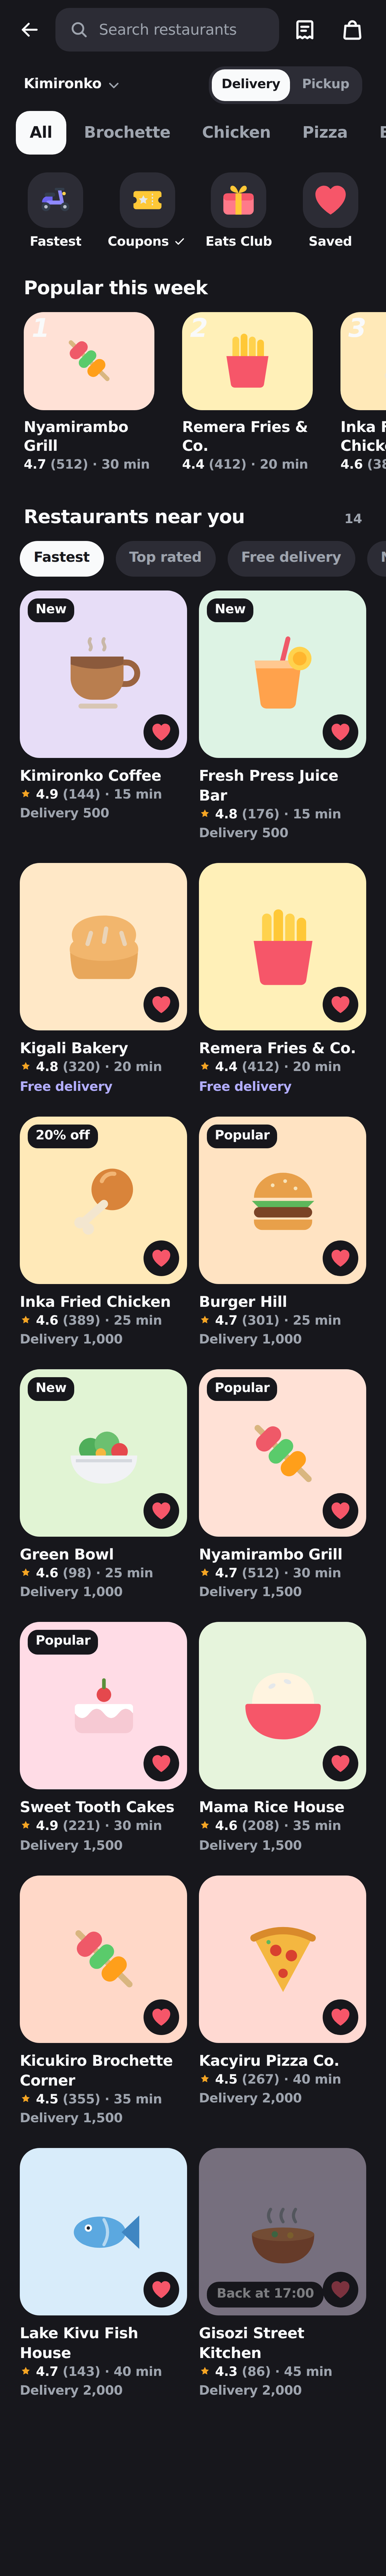 Search restaurants
Kimironko
Delivery
Pickup
All
Brochette
Chicken
Pizza
Fastest
Coupons
Eats Club
Saved
Popular this week
1
2
3
Nyamirambo
Grill
4.7 (512) · 30 min
Remera Fries &
Co.
4.4 (412) · 20 min
Inka
4.6
Restaurants near you
14
Fastest
Top rated
Free delivery
New
Kimironko Coffee
4.9 (144) · 15 min
Delivery 500
New
Fresh Press Juice
Bar
4.8 (176) · 15 min
Delivery 500
Kigali Bakery
4.8 (320) · 20 min
Free delivery
Remera Fries & Co.
4.4 (412) · 20 min
Free delivery
20% off
Inka Fried Chicken
4.6 (389) · 25 min
Delivery 1,000
Popular
Burger Hill
4.7 (301) · 25 min
Delivery 1,000
New
Green Bowl
4.6 (98) · 25 min
Delivery 1,000
Popular
Nyamirambo Grill
4.7 (512) · 30 min
Delivery 1,500
Popular
Sweet Tooth Cakes
4.9 (221) · 30 min
Delivery 1,500
Mama Rice House
4.6 (208) · 35 min
Delivery 1,500
Kicukiro Brochette
Corner
4.5 (355) · 35 min
Delivery 1,500
Kacyiru Pizza Co.
4.5 (267) · 40 min
Delivery 2,000
Lake Kivu Fish
House
4.7 (143) · 40 min
Delivery 2,000
Back at 17:00
Gisozi Street
Kitchen
4.3 (86) · 45 min
Delivery 2,000